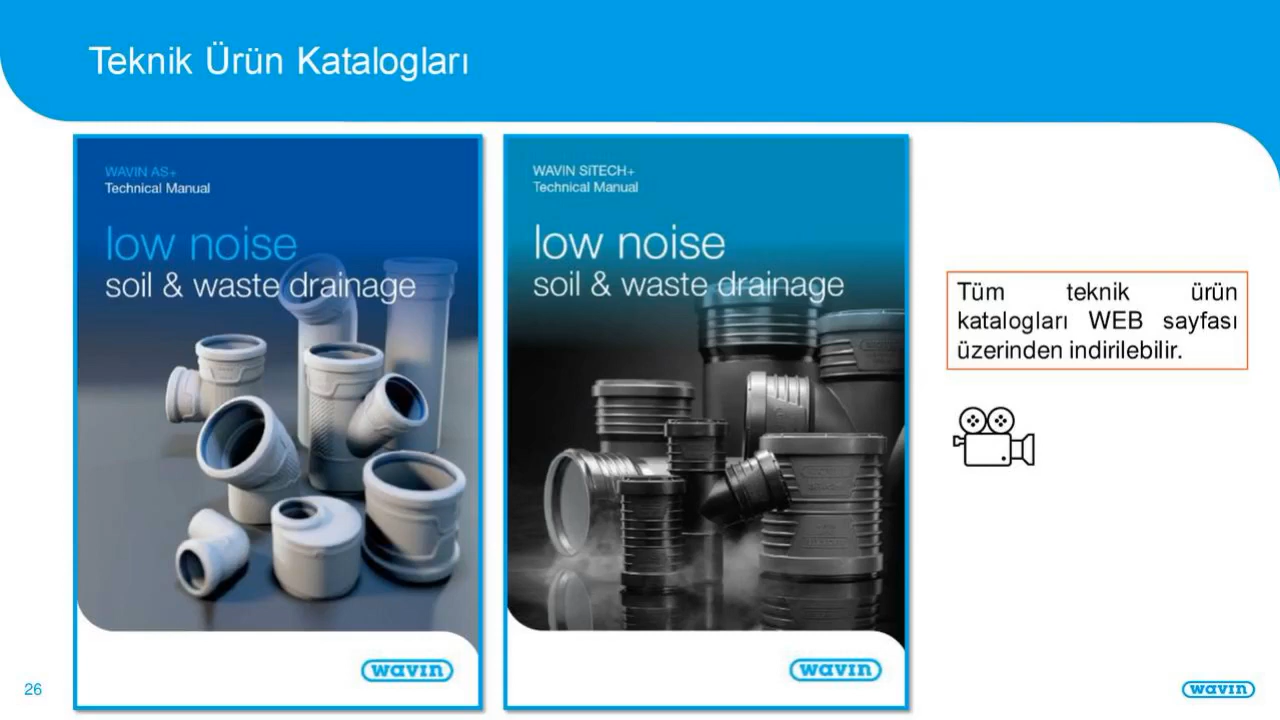 Teknik Ürün Katalogları
WAVIN AS+
Technical Manual
low noise
soil & waste drainage
wavin
WAVIN SiTECH+
Technical Manual
low noise
soil & waste drainage
wavin
Tüm teknik ürün
katalogları WEB sayfası
üzerinden indirilebilir.
26
wavin